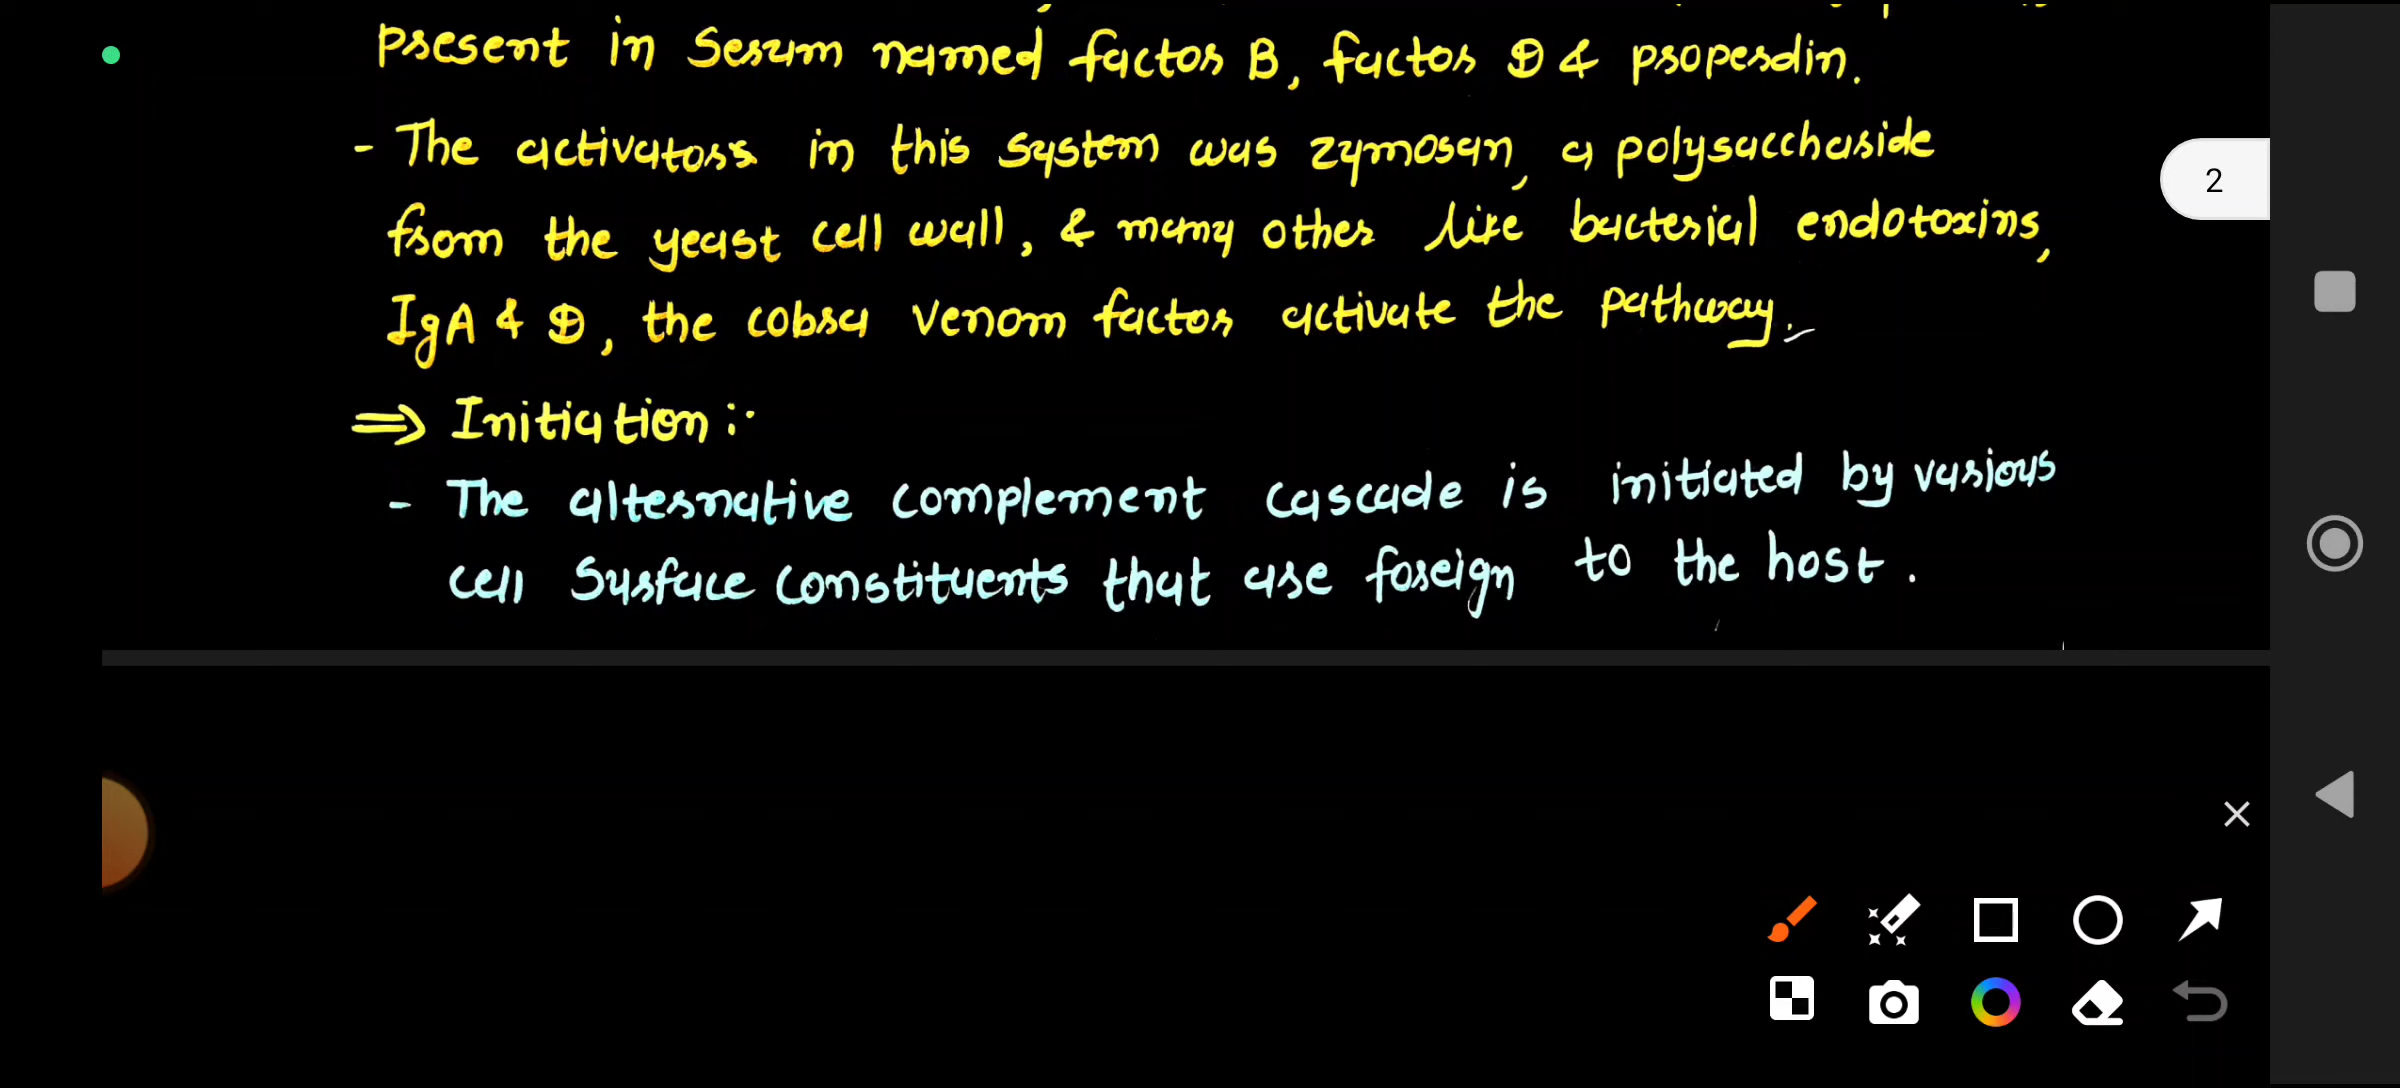 Present in Serum named factor B, factor D & properdin.
- The activators in this system was zymosan, a polysaccharide
from the yeast cell wall, & many other like bacterial endotoxins,
IgA & D, the cobra venom factor activate the pathway.
⇒ Initiation :-
- The alternative complement cascade is initiated by various
cell surface constituents that are foreign to the host.
2